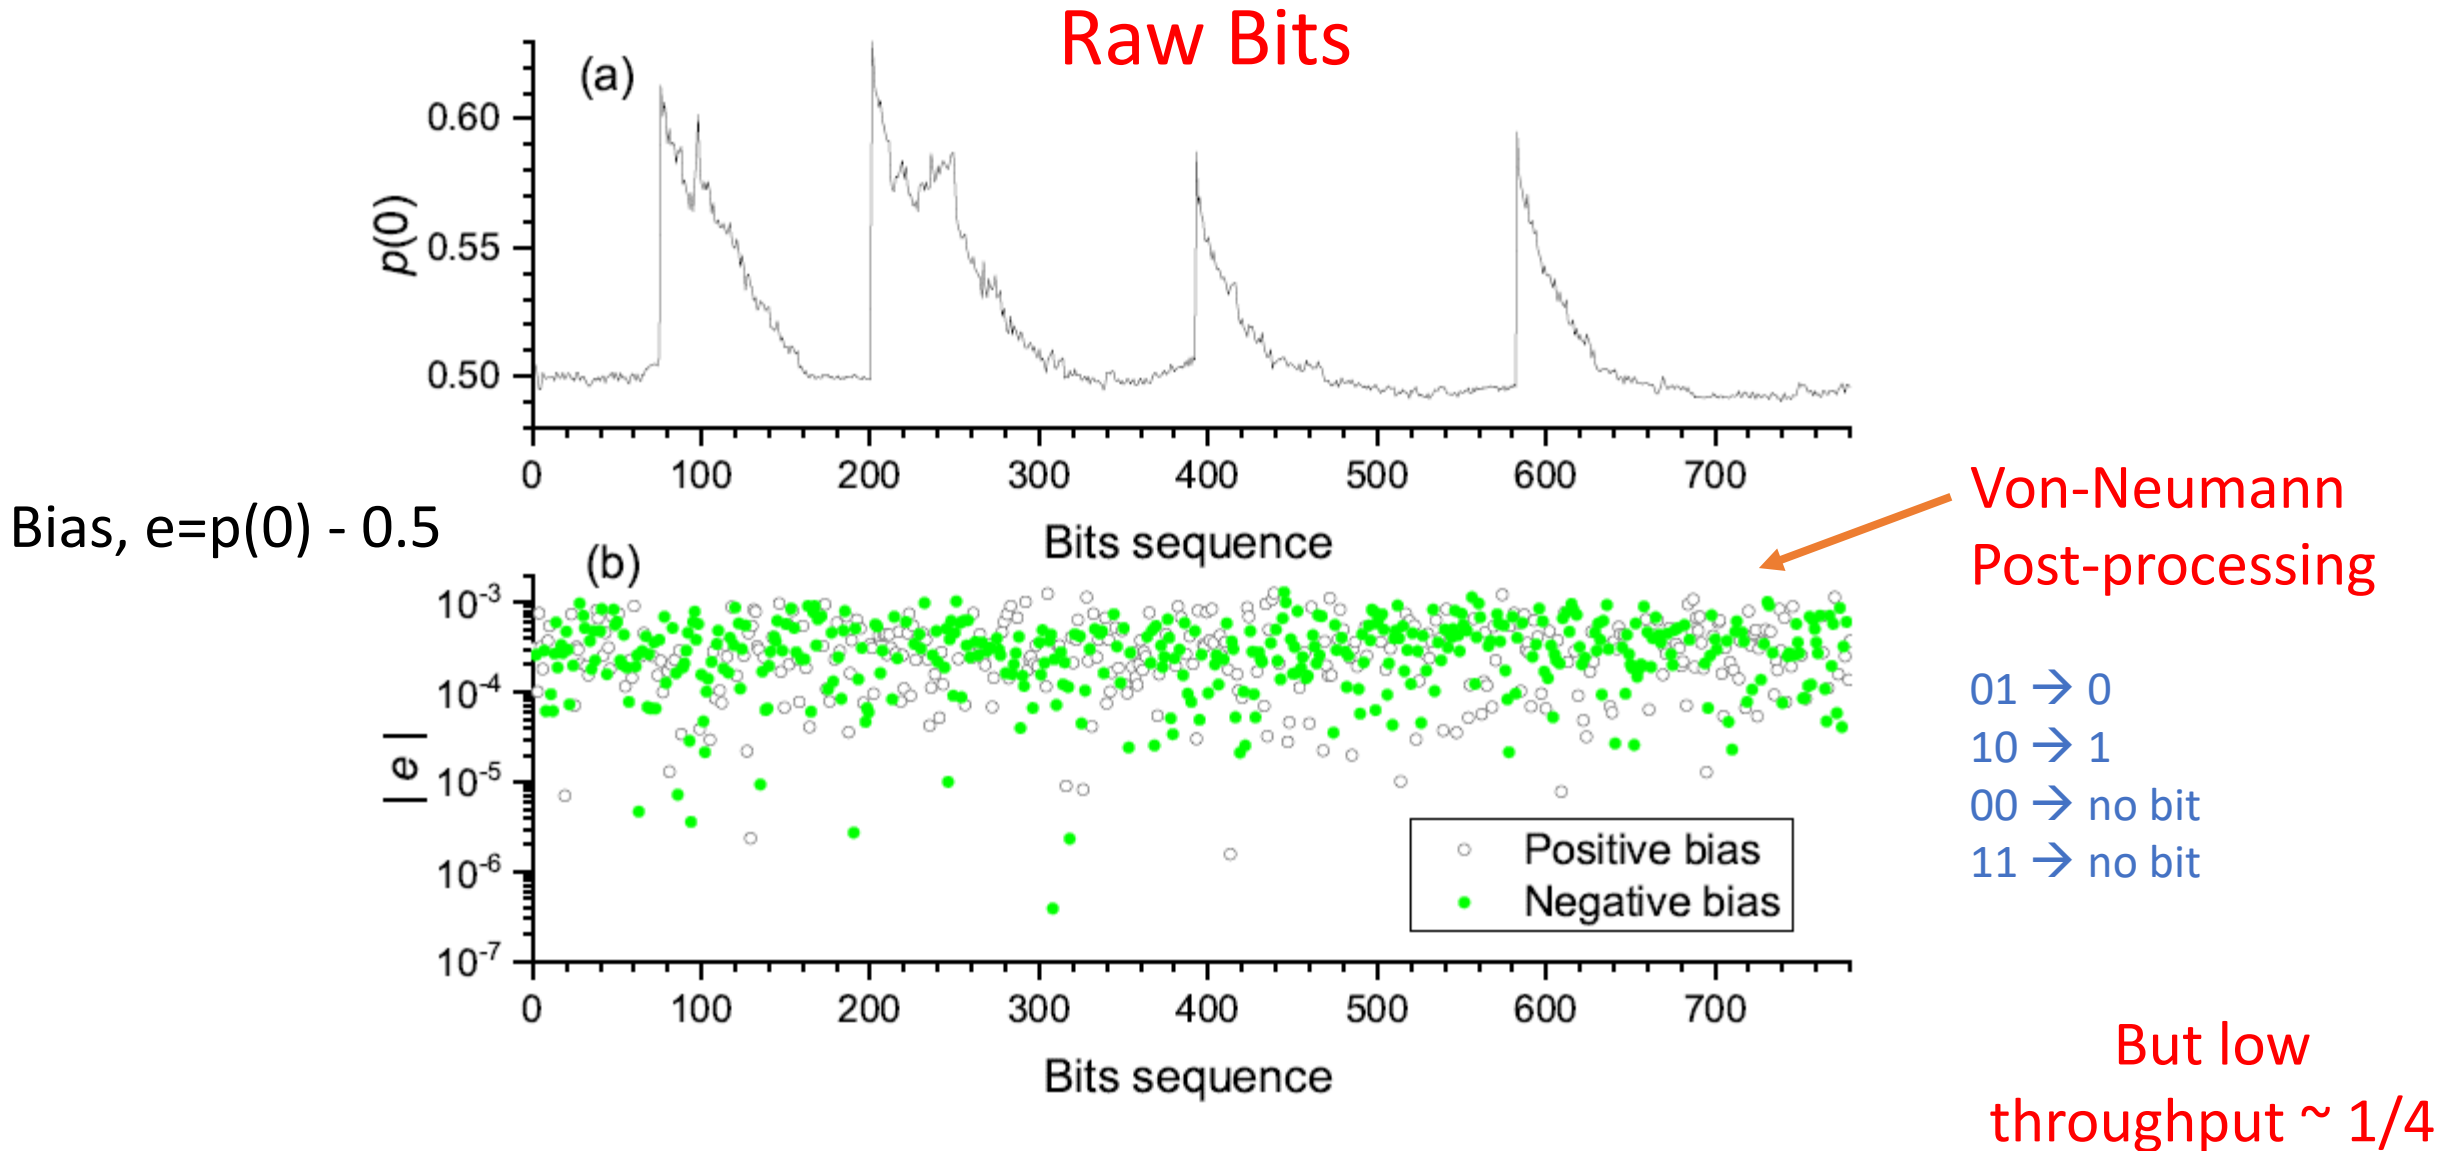 Raw Bits
(a)
0.60
0.55
0.50
p(0)
0 100 200 300 400 500 600 700
Bits sequence
Bias, e=p(0) - 0.5
Von-Neumann
Post-processing
(b)
10-3
10-4
10-5
10-6
10-7
| e |
01 → 0
10 → 1
00 → no bit
11 → no bit
Positive bias
Negative bias
0 100 200 300 400 500 600 700
Bits sequence
But low
throughput ~ 1/4